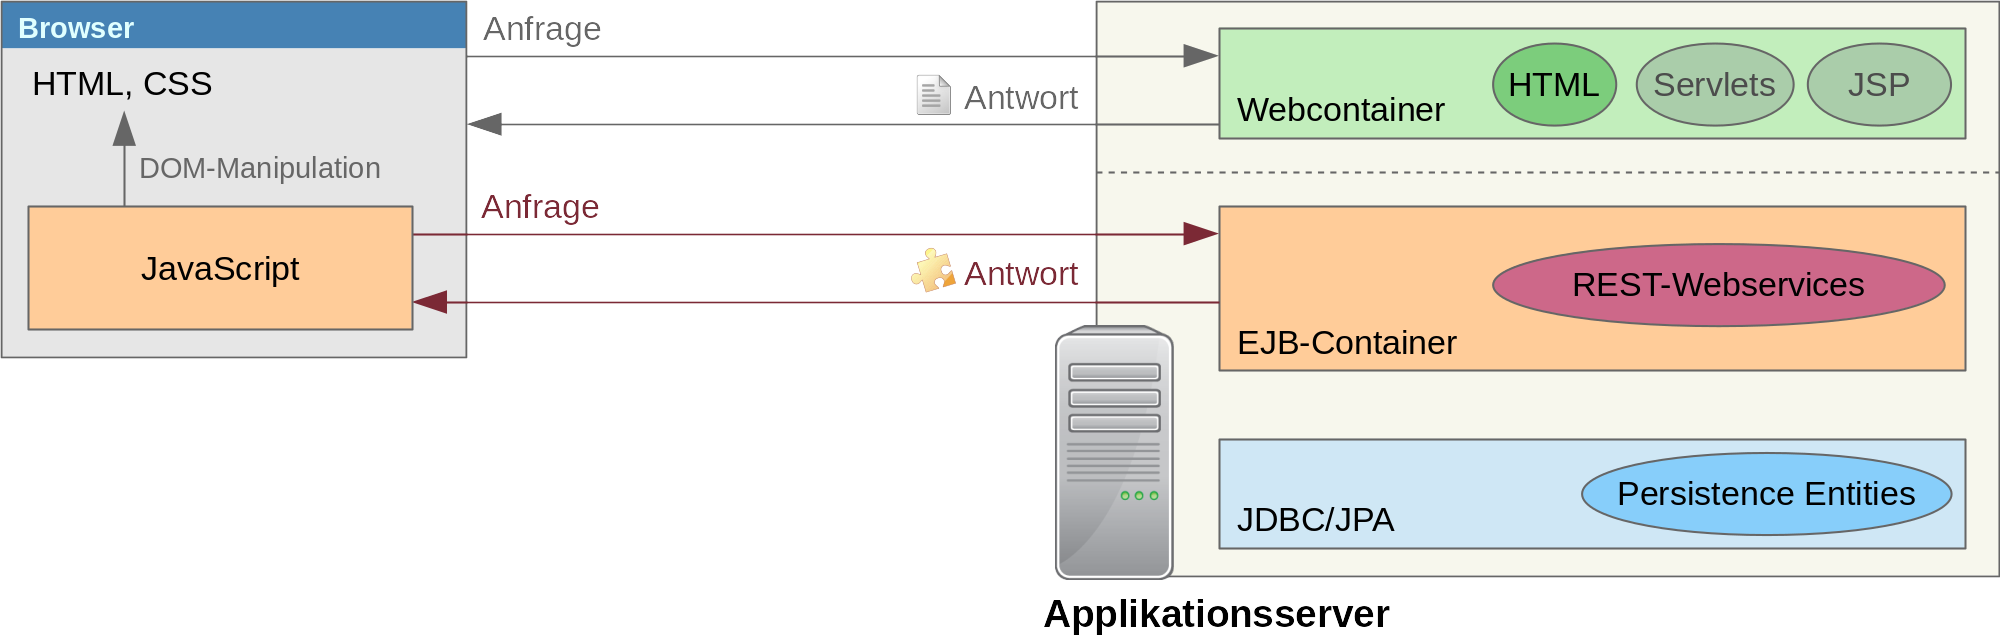 Browser
HTML, CSS
DOM-Manipulation
JavaScript
Anfrage
Antwort
Anfrage
Antwort
Webcontainer
HTML
Servlets
JSP
EJB-Container
REST-Webservices
JDBC/JPA
Persistence Entities
Applikationsserver